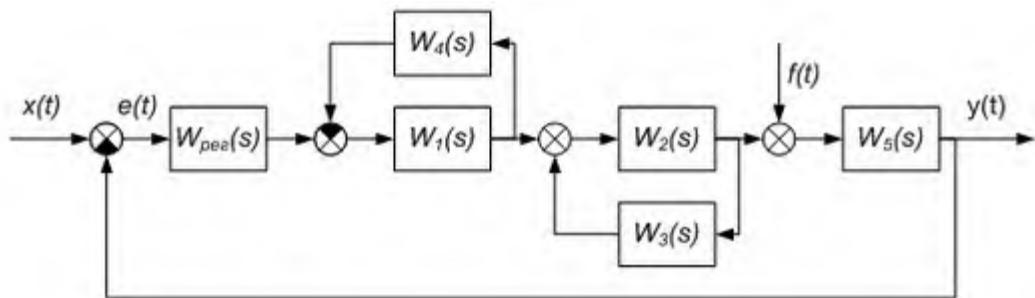 W₄(s)
f(t)
x(t)
e(t)
y(t)
Wрег(s)
W₁(s)
W₂(s)
W₅(s)
W₃(s)